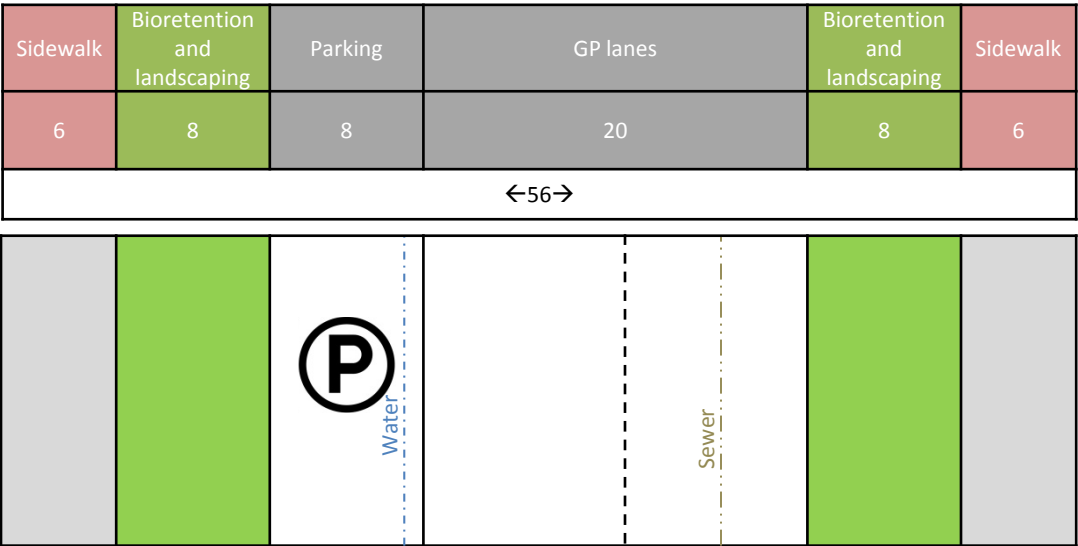 Sidewalk
Bioretention
and
landscaping
Parking
GP lanes
Bioretention
and
landscaping
Sidewalk
6
8
8
20
8
6
←56→
P
Water
Sewer